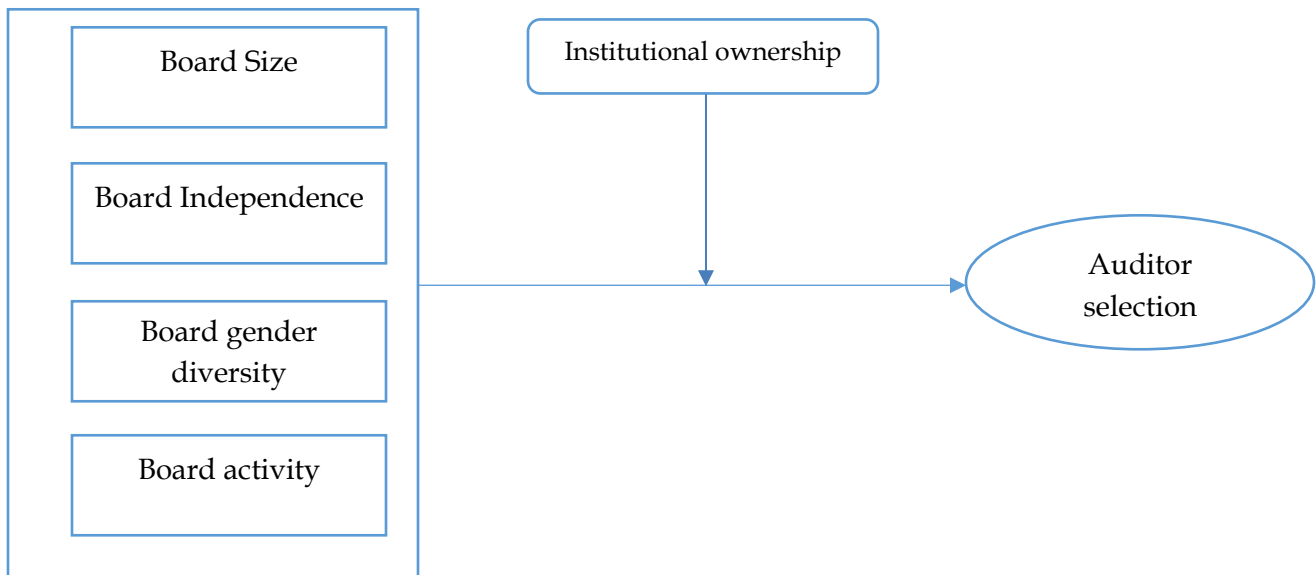 Board Size
Board Independence
Board gender
diversity
Board activity
Institutional ownership
Auditor
selection